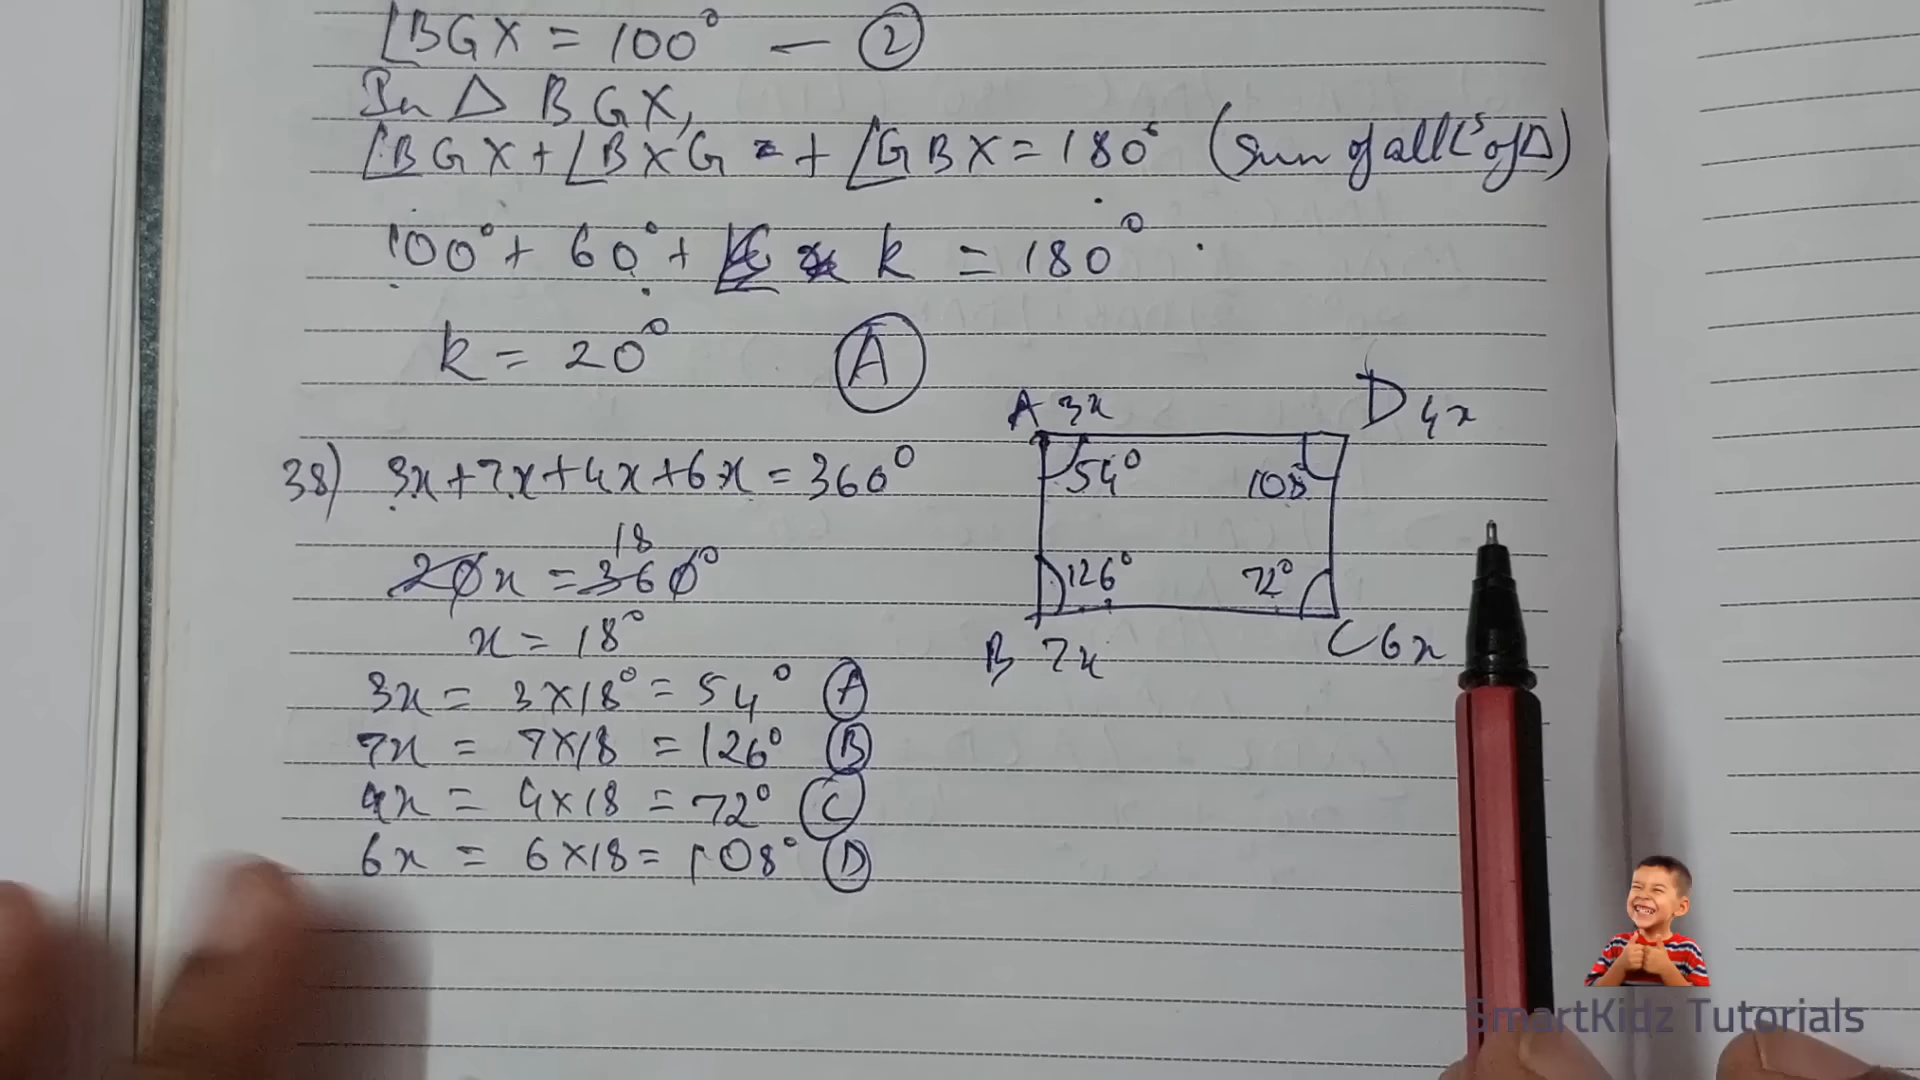 ∠BGX = 100° — ②
In △ BGX,
∠BGX + ∠BXG + ∠GBX = 180° (Sum of all ∠s of △)
100° + 60° + k = 180°
k = 20° Ⓐ
A 3x D 4x
38) 3x + 7x + 4x + 6x = 360°
54° 108°
18
20x = 360°
126° 72°
x = 18°
B 7x C 6x
3x = 3×18° = 54° Ⓐ
7x = 7×18 = 126° Ⓑ
4x = 4×18 = 72° Ⓒ
6x = 6×18 = 108° Ⓓ
SmartKidz Tutorials